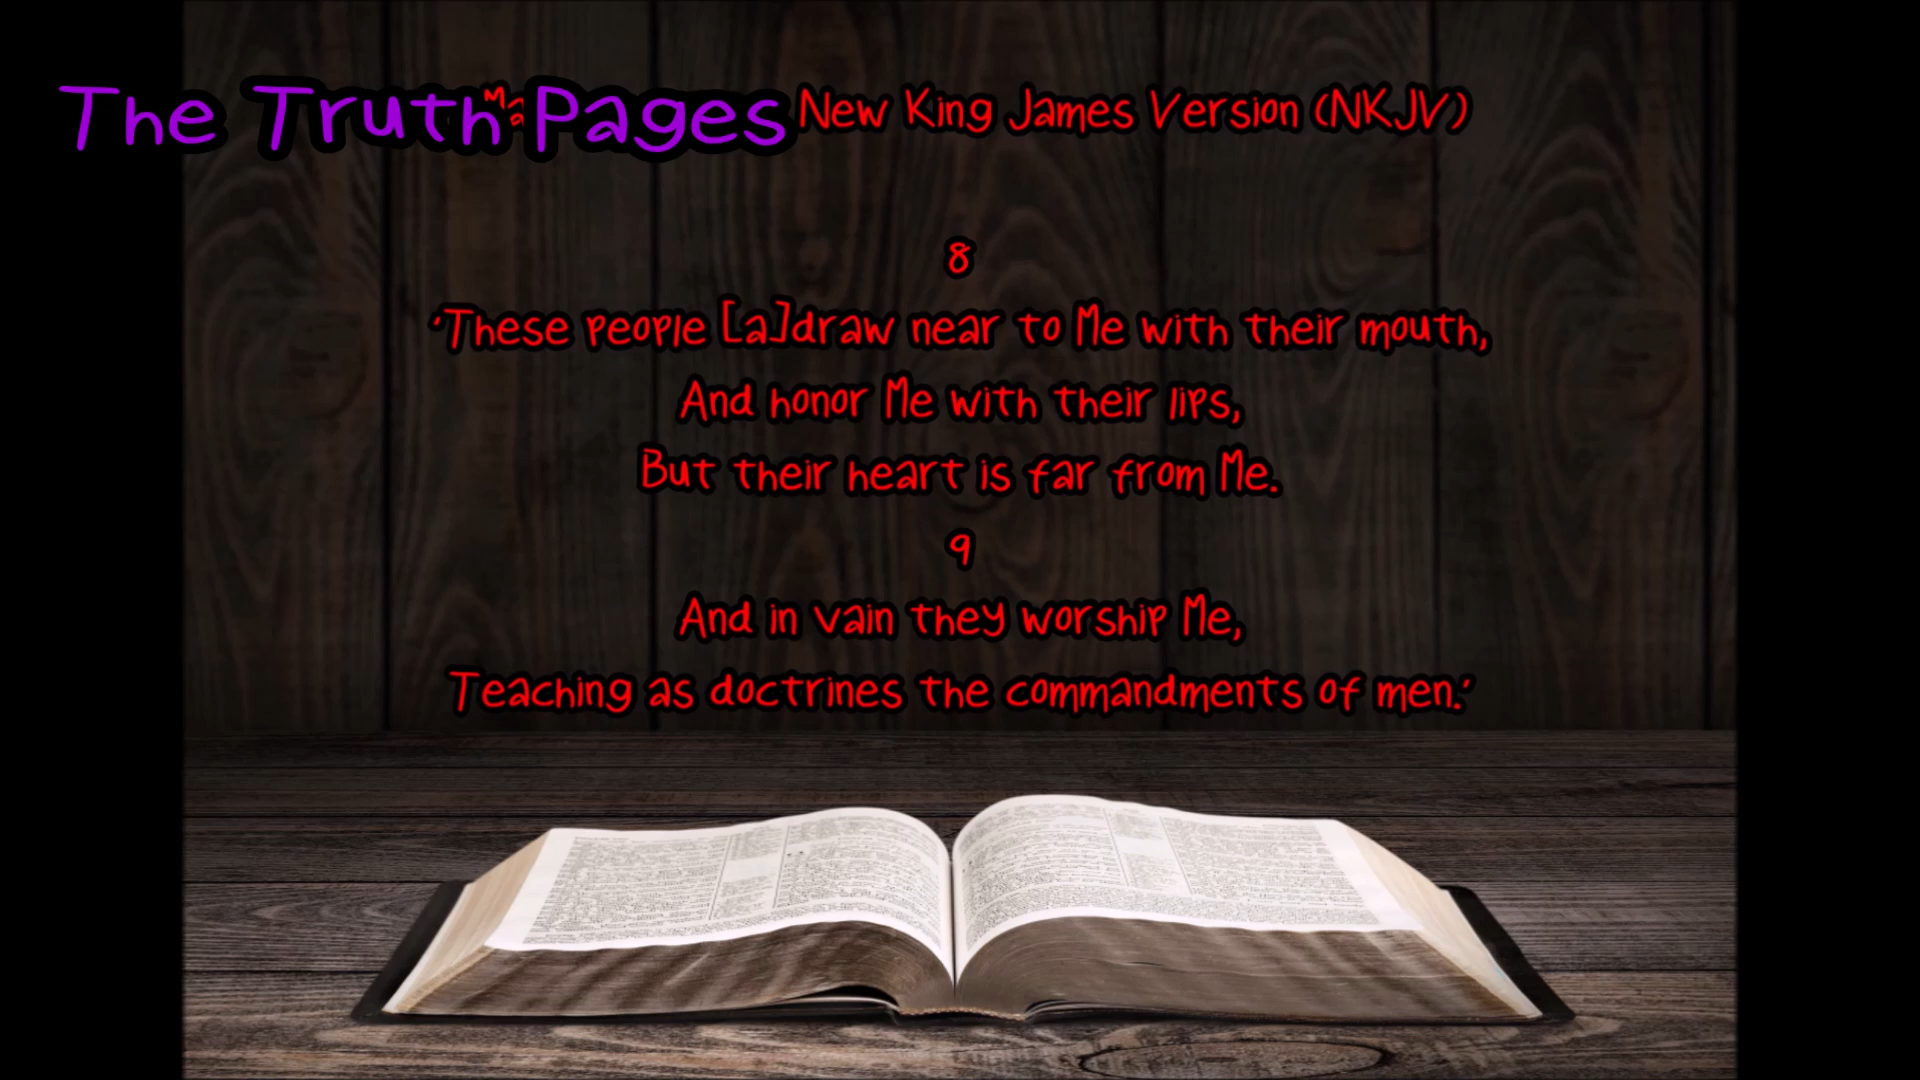 The Truth Pages
New King James Version (NKJV)
8
'These people [a]draw near to Me with their mouth,
And honor Me with their lips,
But their heart is far from Me.
9
And in vain they worship Me,
Teaching as doctrines the commandments of men.'